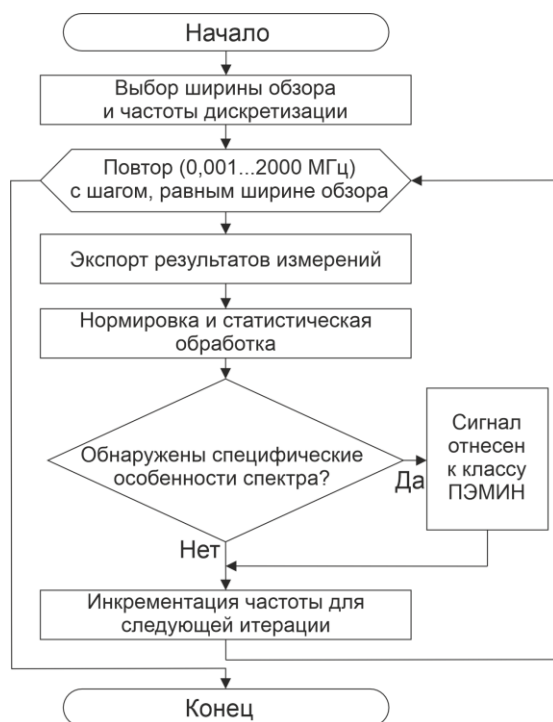 Начало
Выбор ширины обзора
и частоты дискретизации
Повтор (0,001...2000 МГц)
с шагом, равным ширине обзора
Экспорт результатов измерений
Нормировка и статистическая
обработка
Обнаружены специфические
особенности спектра?
Да
Сигнал
отнесен
к классу
ПЭМИН
Нет
Инкрементация частоты для
следующей итерации
Конец